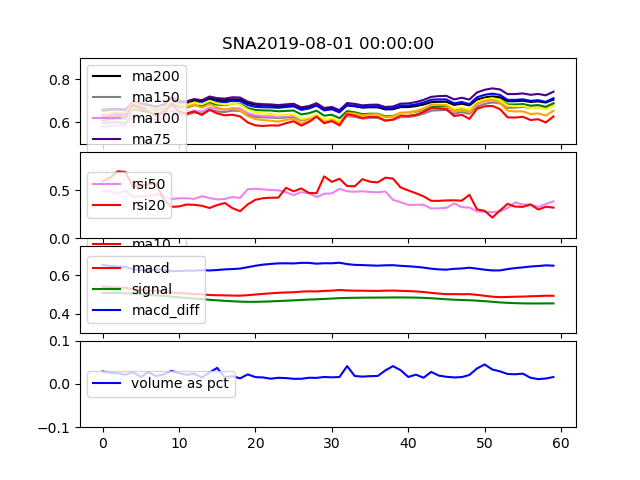 SNA2019-08-01 00:00:00
0.8
0.6
ma200
ma150
ma100
ma75
0.5
0.0
rsi50
rsi20
ma10
0.6
0.4
macd
signal
macd_diff
0.1
0.0
−0.1
volume as pct
0 10 20 30 40 50 60